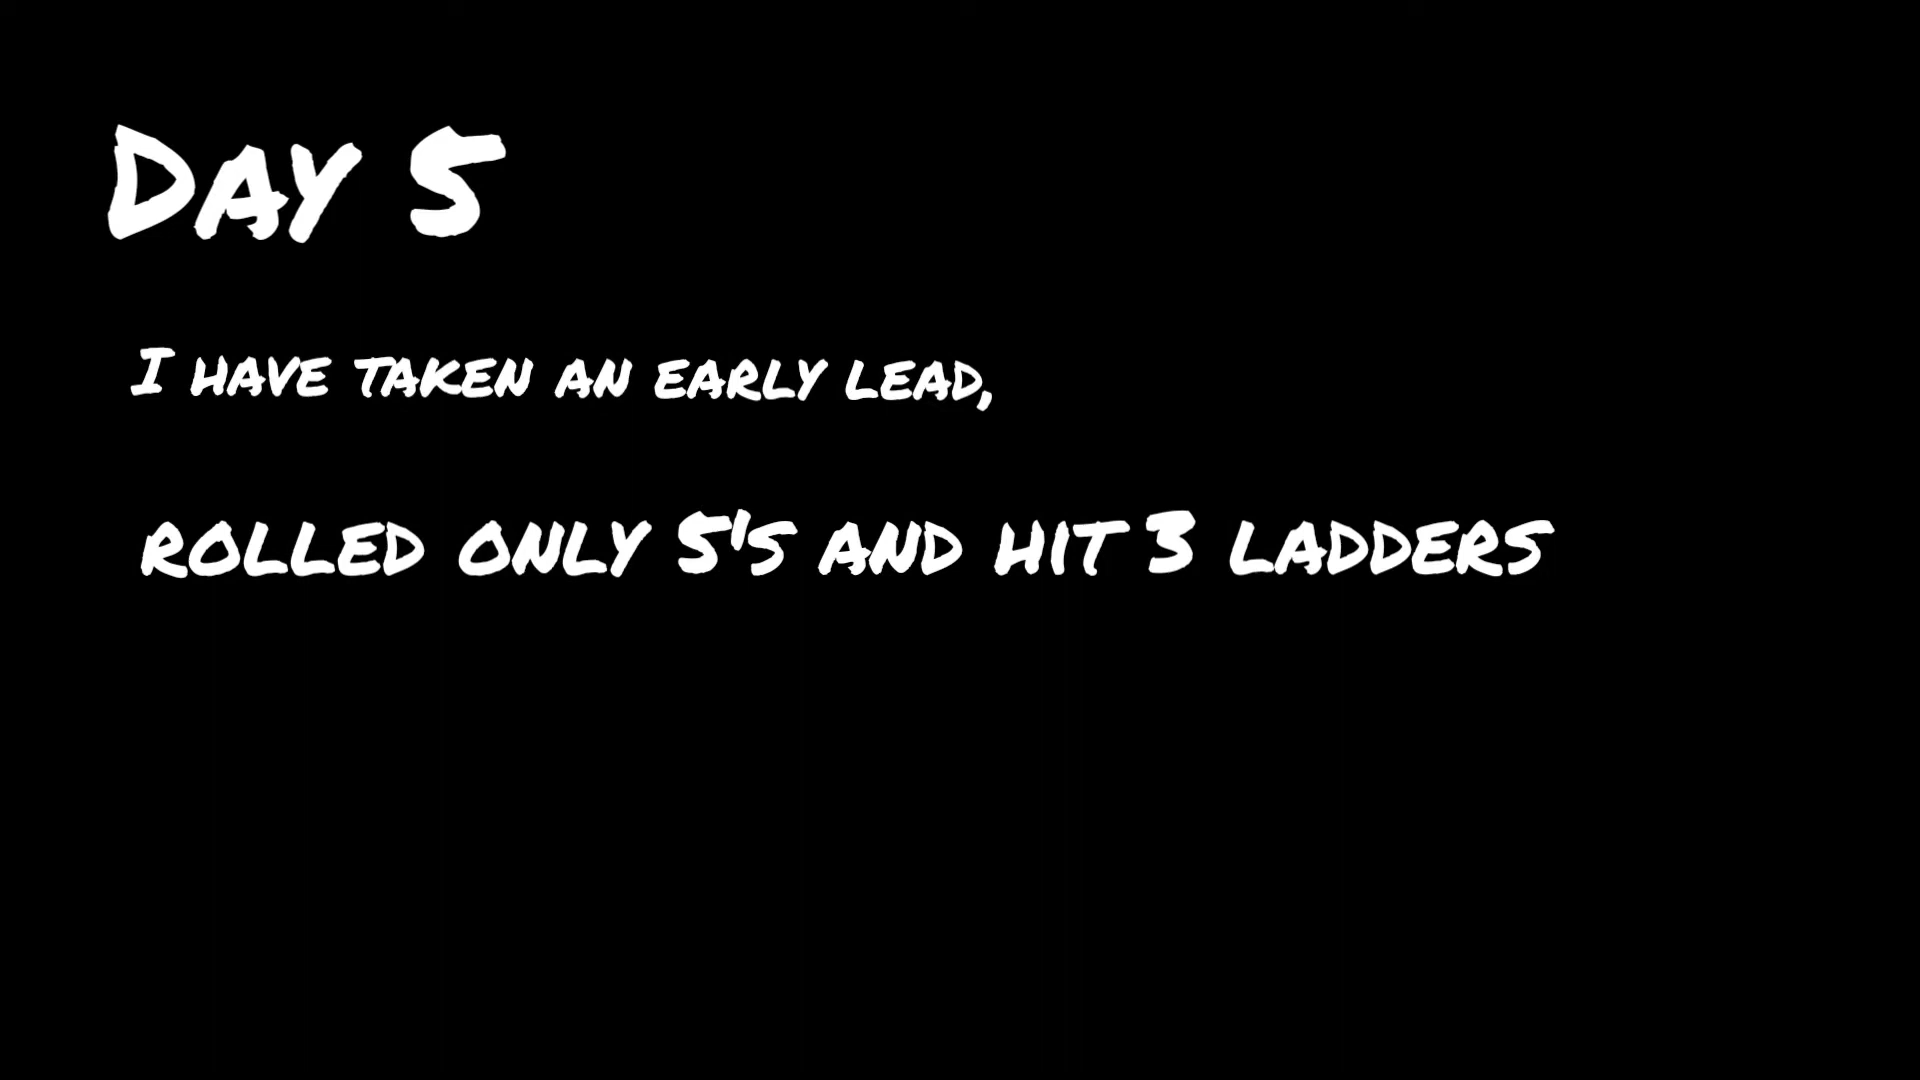 Day 5
I have taken an early lead,
rolled only 5's and hit 3 ladders